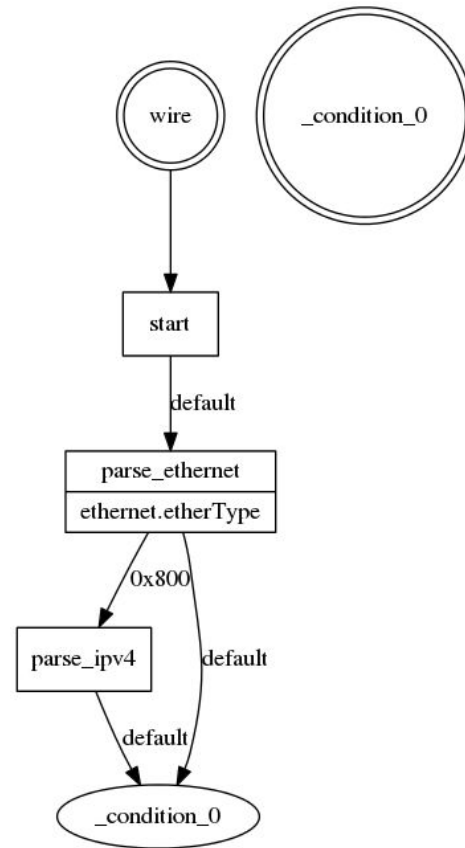 wire
_condition_0
start
default
parse_ethernet
ethernet.etherType
0x800
parse_ipv4
default
default
_condition_0